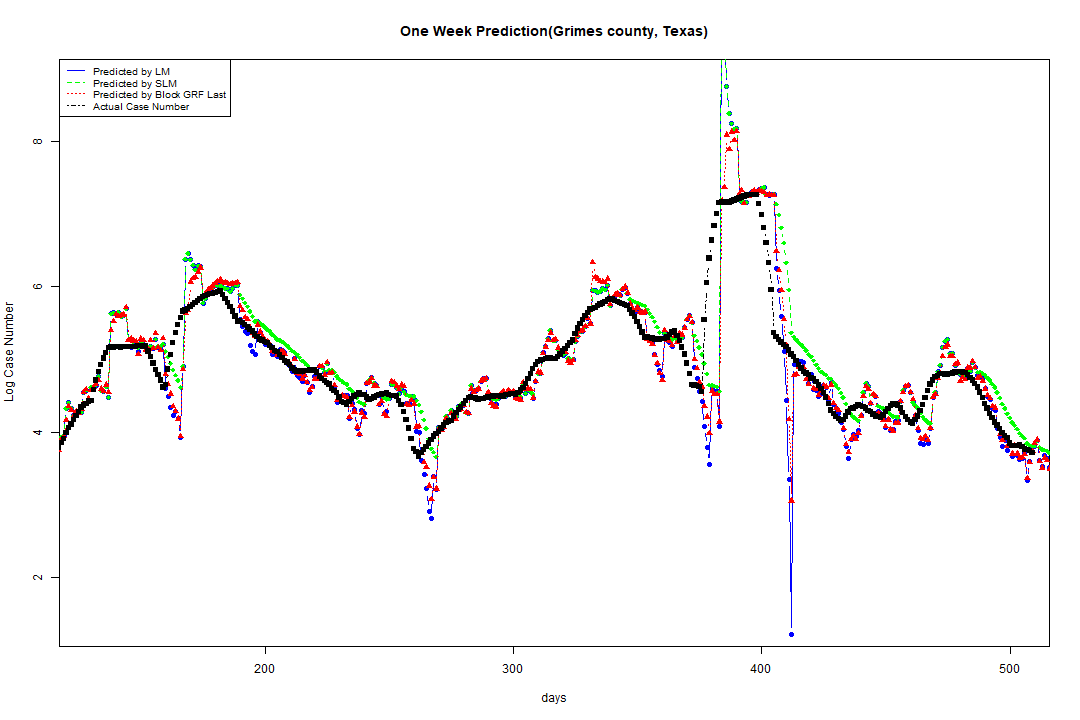 One Week Prediction(Grimes county, Texas)
Predicted by LM
Predicted by SLM
Predicted by Block GRF Last
Actual Case Number
8
6
4
2
Log Case Number
200
300
400
500
days